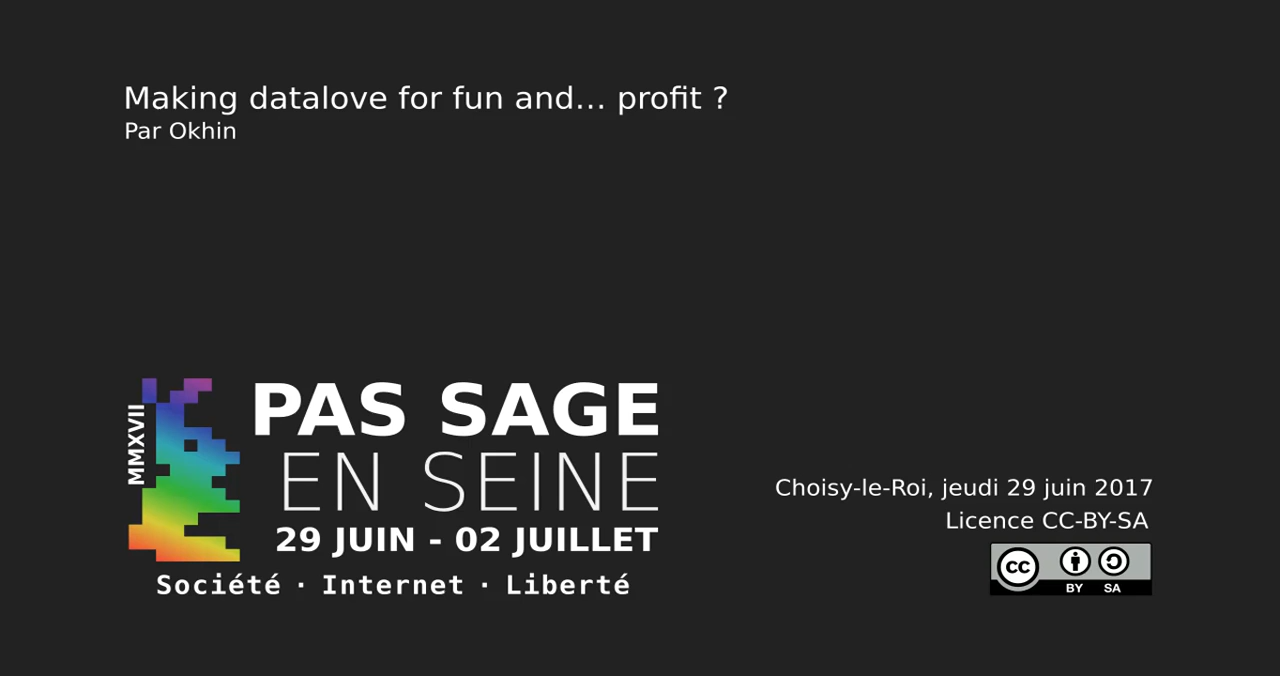 Making datalove for fun and... profit ?
Par Okhin
MMXVII
PAS SAGE
EN SEINE
29 JUIN - 02 JUILLET
Société · Internet · Liberté
Choisy-le-Roi, jeudi 29 juin 2017
Licence CC-BY-SA
cc
BY SA